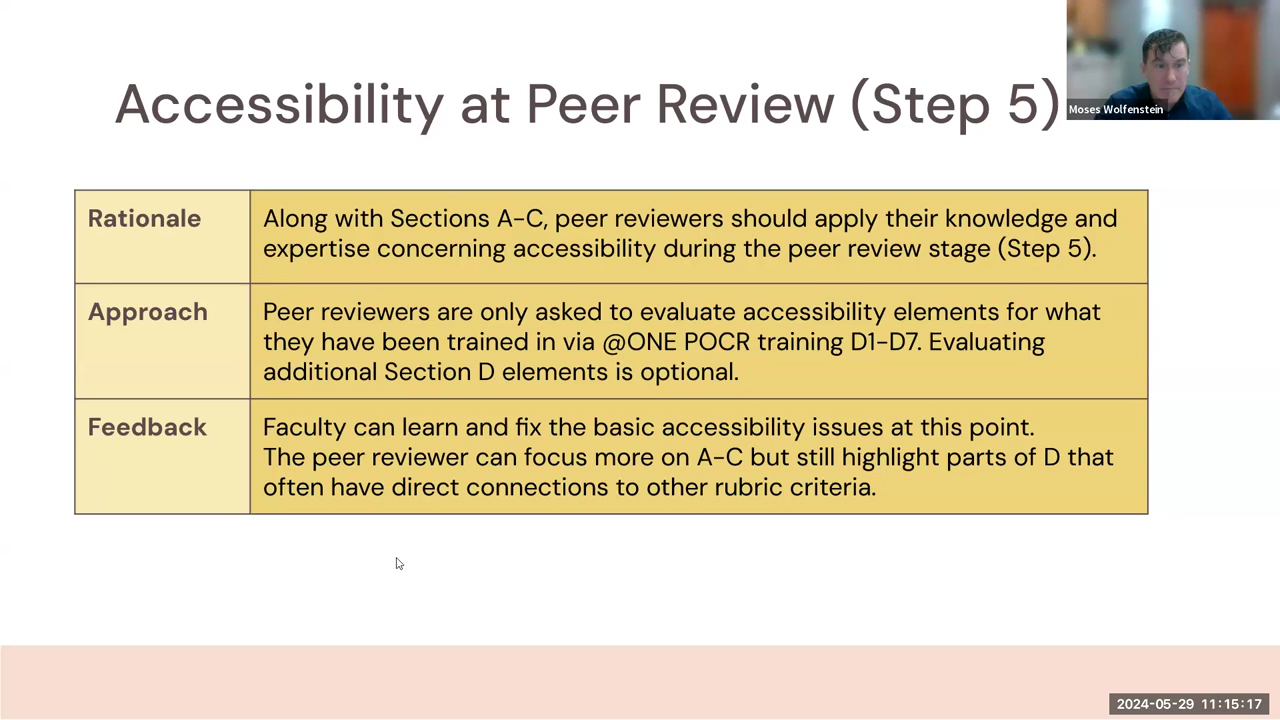 Accessibility at Peer Review (Step 5)
Moses Wolfenstein
Rationale
Along with Sections A-C, peer reviewers should apply their knowledge and
expertise concerning accessibility during the peer review stage (Step 5).
Approach
Peer reviewers are only asked to evaluate accessibility elements for what
they have been trained in via @ONE POCR training D1-D7. Evaluating
additional Section D elements is optional.
Feedback
Faculty can learn and fix the basic accessibility issues at this point.
The peer reviewer can focus more on A-C but still highlight parts of D that
often have direct connections to other rubric criteria.
2024-05-29 11:15:17